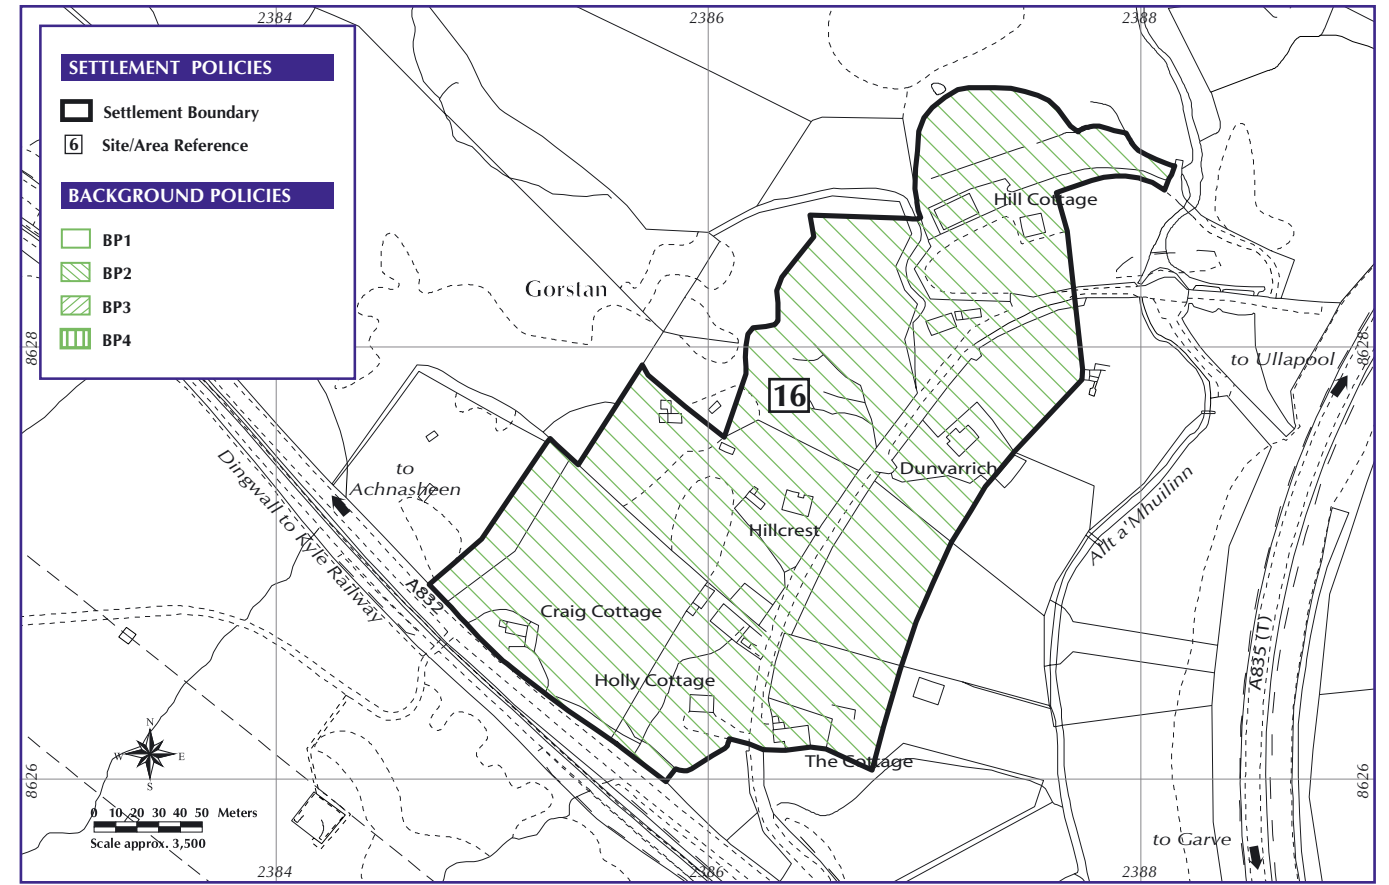 2384
2386
2388
SETTLEMENT POLICIES
Settlement Boundary
6 Site/Area Reference
BACKGROUND POLICIES
BP1
BP2
BP3
BP4
8628
8628
Hill Cottage
Gorstan
to Ullapool
16
to
Achnasheen
Dunvarrich
Dingwall to Kyle Railway
Hillcrest
Allt a'Mhuilinn
A832
Craig Cottage
Holly Cottage
A835 (T)
The Cottage
N
W E
S
8626
8626
0 10 20 30 40 50 Meters
Scale approx. 3,500
to Garve
2384
2386
2388